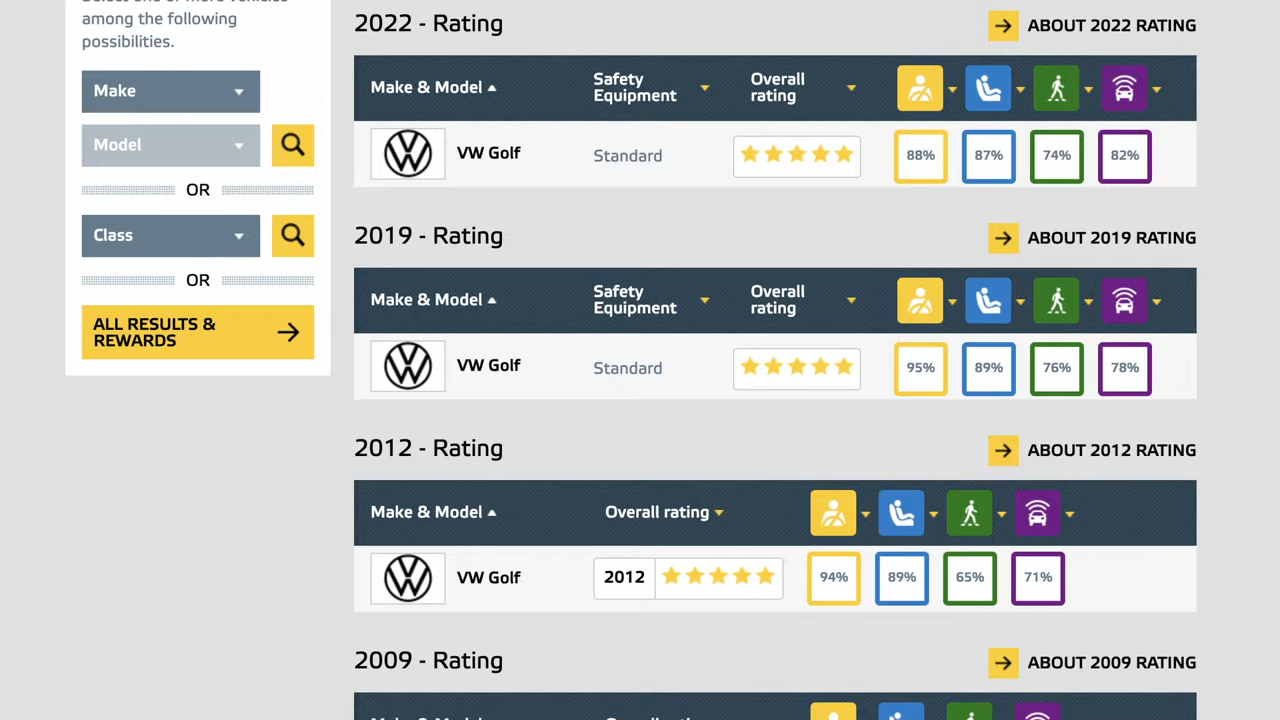 among the following
possibilities.
Make
Model
OR
Class
OR
ALL RESULTS &
REWARDS
2022 - Rating
ABOUT 2022 RATING
Make & Model
Safety
Equipment
Overall
rating
VW Golf
Standard
88%
87%
74%
82%
2019 - Rating
ABOUT 2019 RATING
Make & Model
Safety
Equipment
Overall
rating
VW Golf
Standard
95%
89%
76%
78%
2012 - Rating
ABOUT 2012 RATING
Make & Model
Overall rating
VW Golf
2012
94%
89%
65%
71%
2009 - Rating
ABOUT 2009 RATING